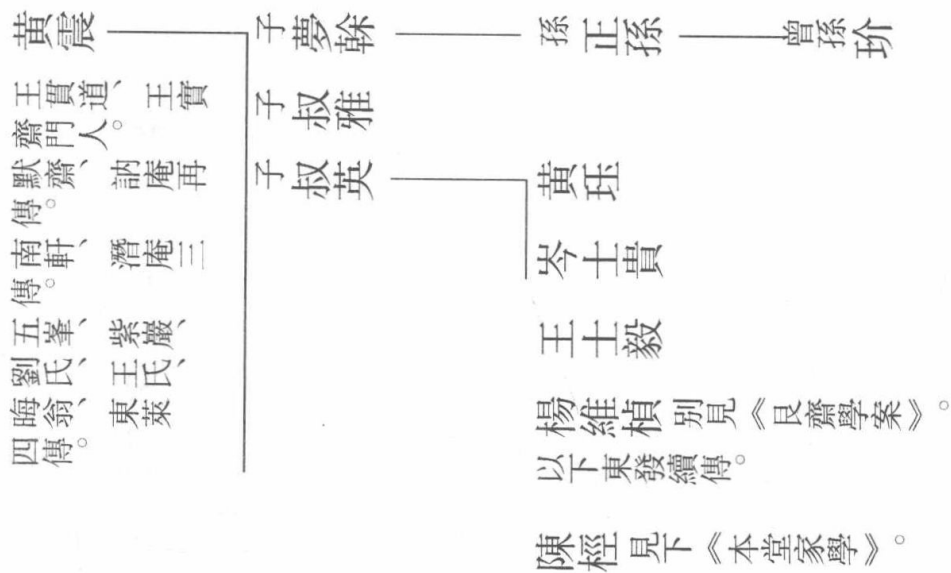 黃震
王貫道、王實
齋門人。
默齋、訥庵再
傳。
南軒、潛庵三
傳。
五峯、紫巖、
劉氏、王氏、
晦翁、東萊
四傳。
子夢榦
子叔雅
子叔英
孫正孫
曾孫玠
黃珏
岑士貴
王士毅
楊維楨別見《艮齋學案》。
以下東發續傳。
陳桱見下《本堂家學》。